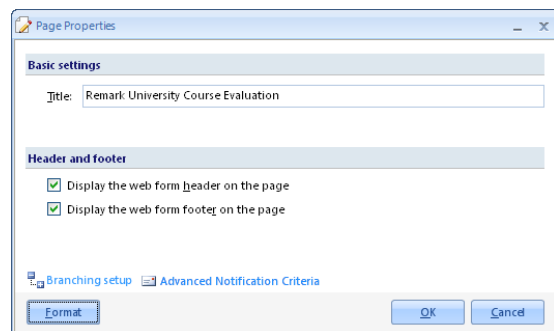 Page Properties
Basic settings
Title: Remark University Course Evaluation
Header and footer
Display the web form header on the page
Display the web form footer on the page
Branching setup Advanced Notification Criteria
Format OK Cancel